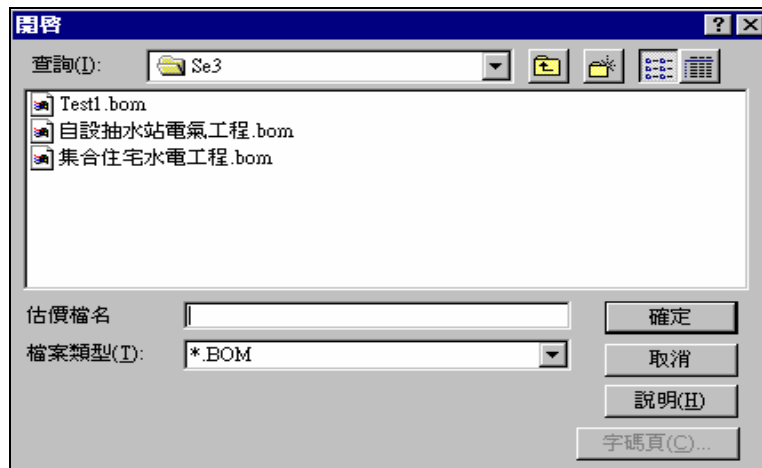 開啓
查詢(I): Se3
Test1.bom
自設抽水站電氣工程.bom
集合住宅水電工程.bom
估價檔名 確定
檔案類型(T): *.BOM 取消
說明(H)
字碼頁(C)...